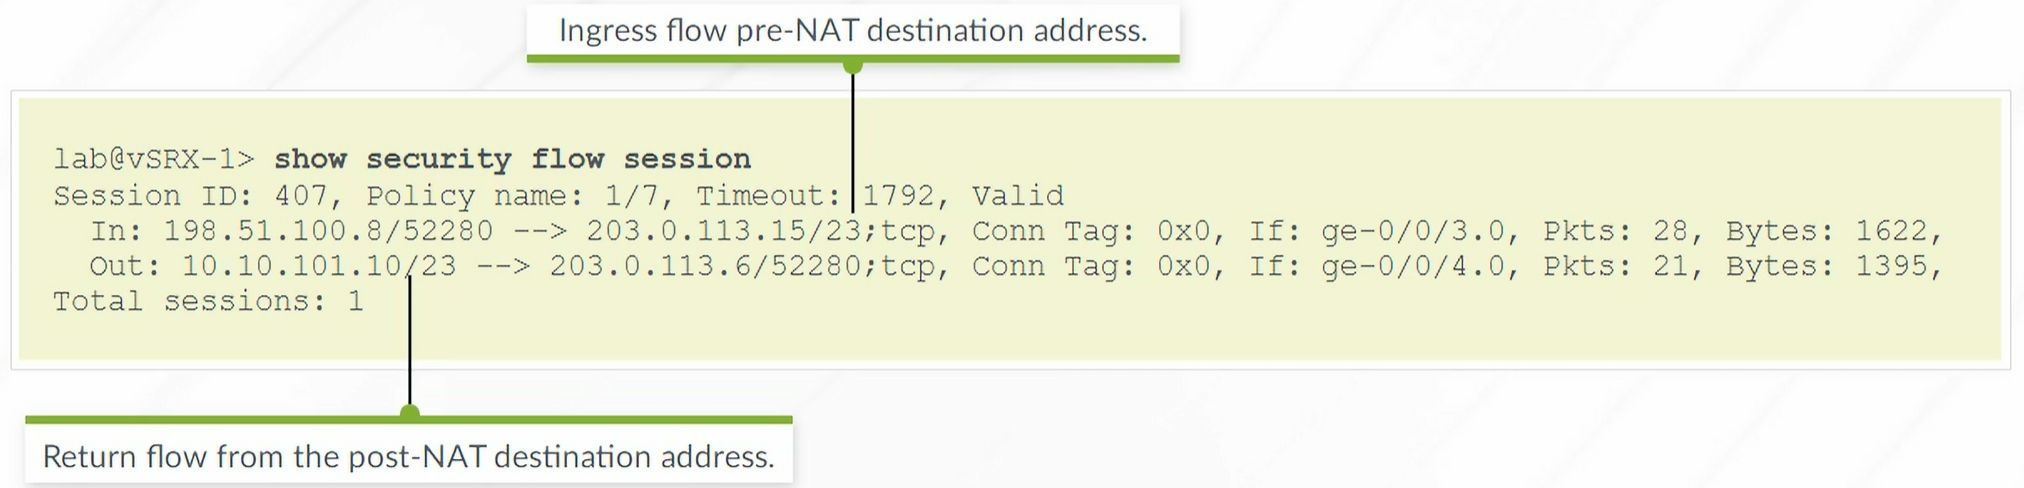 Ingress flow pre-NAT destination address.
lab@vSRX-1> show security flow session
Session ID: 407, Policy name: 1/7, Timeout: 1792, Valid
In: 198.51.100.8/52280 --> 203.0.113.15/23;tcp, Conn Tag: 0x0, If: ge-0/0/3.0, Pkts: 28, Bytes: 1622,
Out: 10.10.101.10/23 --> 203.0.113.6/52280;tcp, Conn Tag: 0x0, If: ge-0/0/4.0, Pkts: 21, Bytes: 1395,
Total sessions: 1
Return flow from the post-NAT destination address.